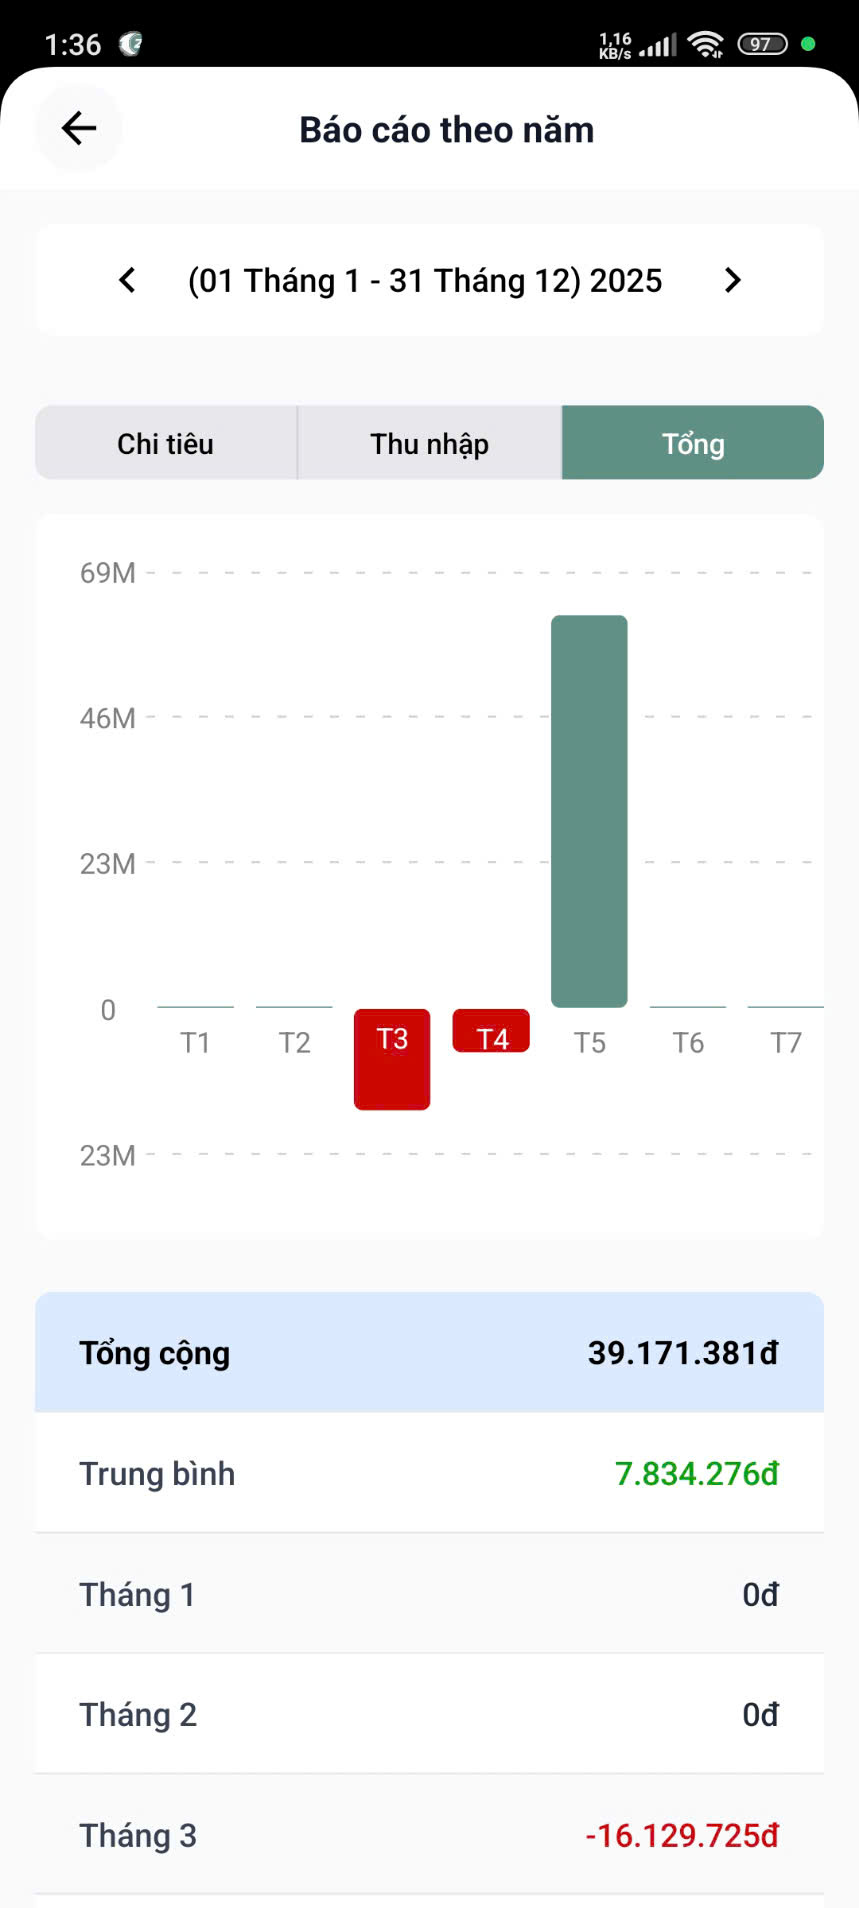 1:36
1,16
KB/s
97
Báo cáo theo năm
(01 Tháng 1 - 31 Tháng 12) 2025
Chi tiêu
Thu nhập
Tổng
69M
46M
23M
0
T1
T2
T3
T4
T5
T6
T7
23M
Tổng cộng 39.171.381đ
Trung bình 7.834.276đ
Tháng 1 0đ
Tháng 2 0đ
Tháng 3 -16.129.725đ